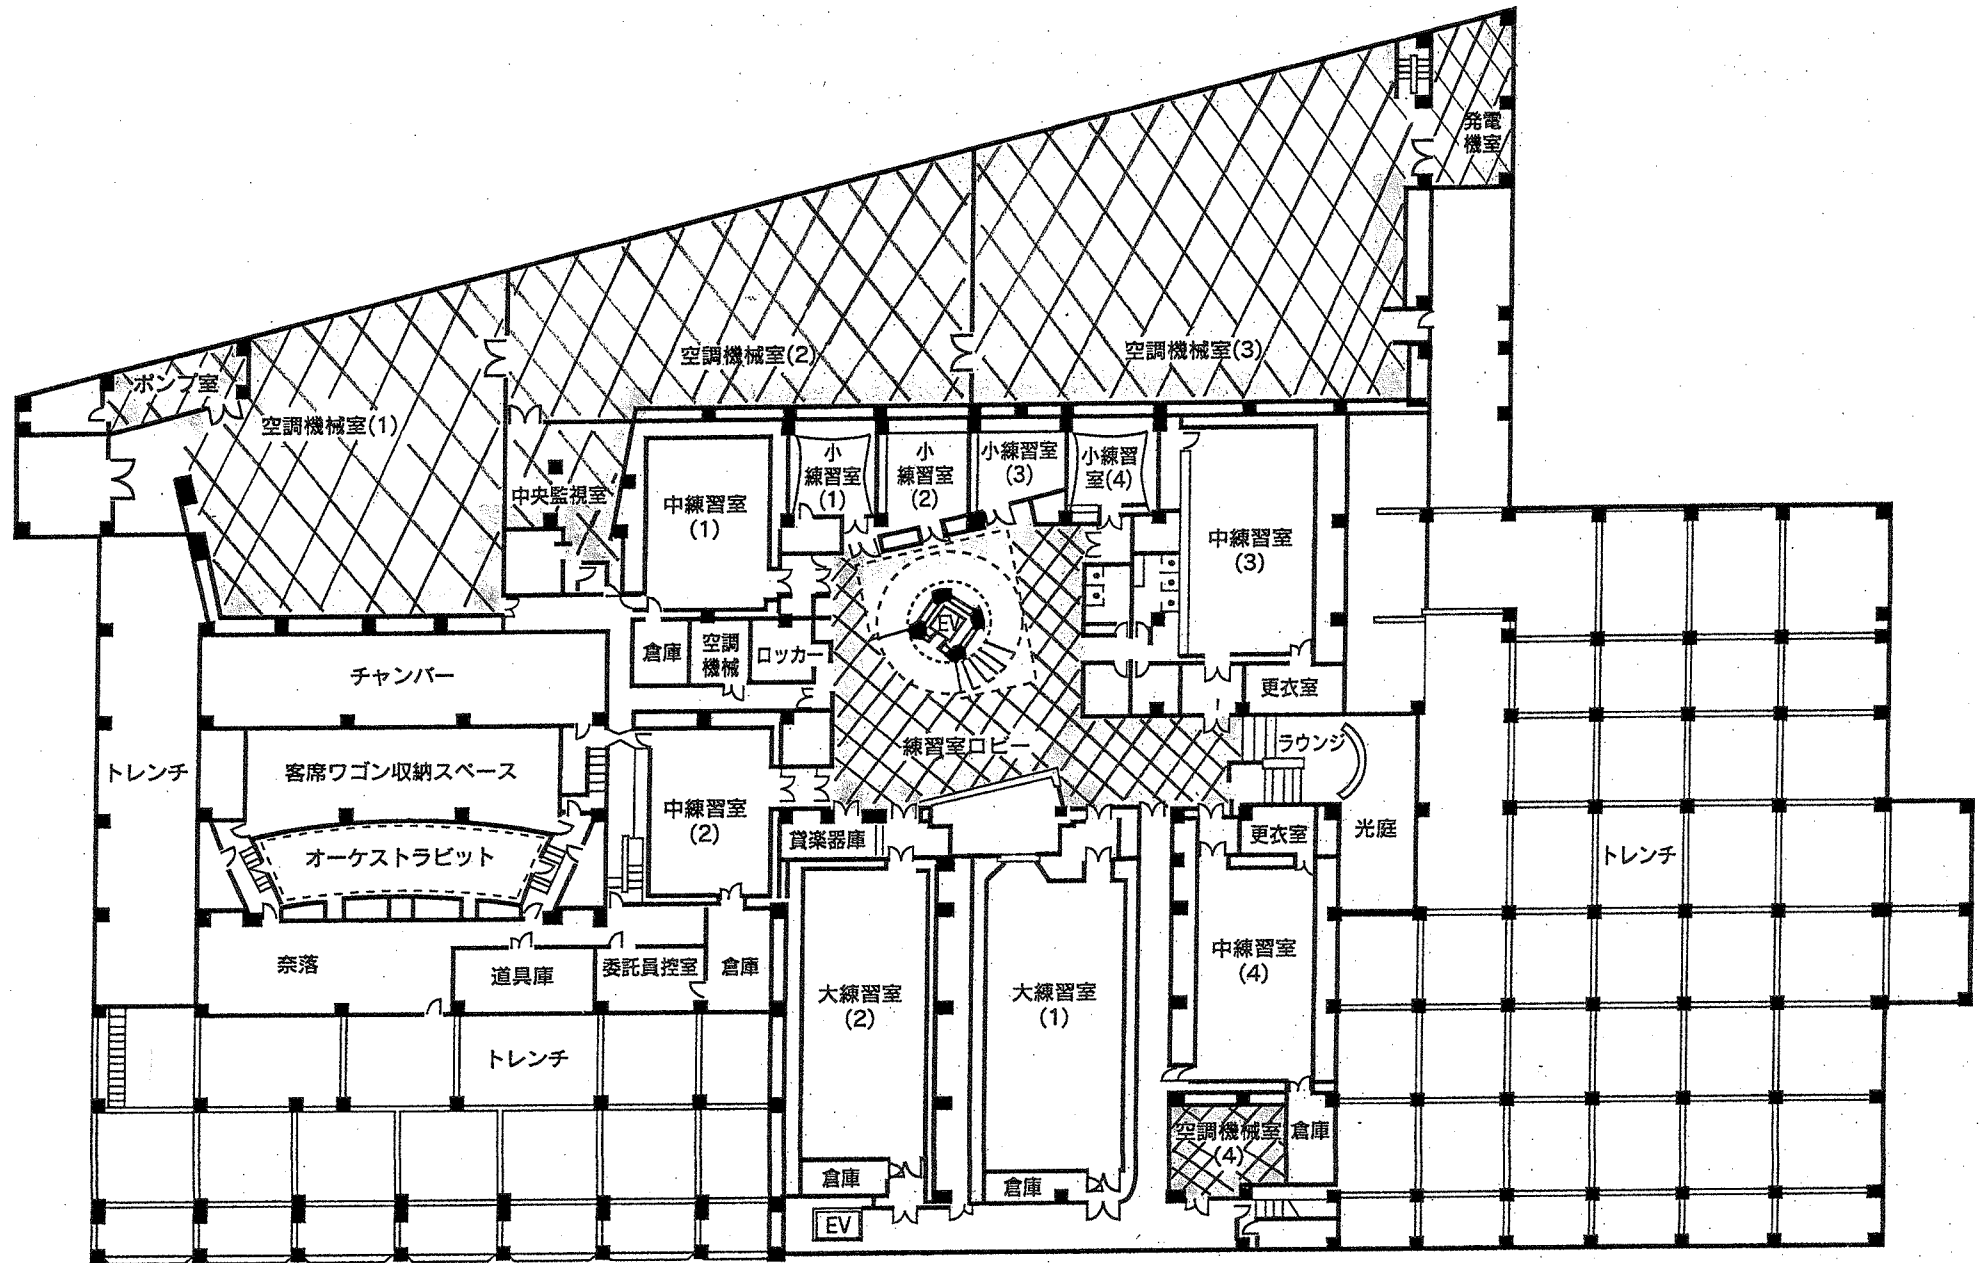 発電
機室
空調機械室(2)
空調機械室(3)
ポンプ室
空調機械室(1)
中央監視室
中練習室
(1)
小
練習室
(1)
小
練習室
(2)
小練習室
(3)
小練習
室(4)
中練習室
(3)
EV
倉庫
空調
機械
ロッカー
チャンバー
更衣室
練習室ロビー
ラウンジ
トレンチ
客席ワゴン収納スペース
中練習室
(2)
貸楽器庫
更衣室
光庭
トレンチ
オーケストラピット
奈落
道具庫
委託員控室
倉庫
大練習室
(2)
大練習室
(1)
中練習室
(4)
トレンチ
空調機械室
(4)
倉庫
倉庫
倉庫
EV